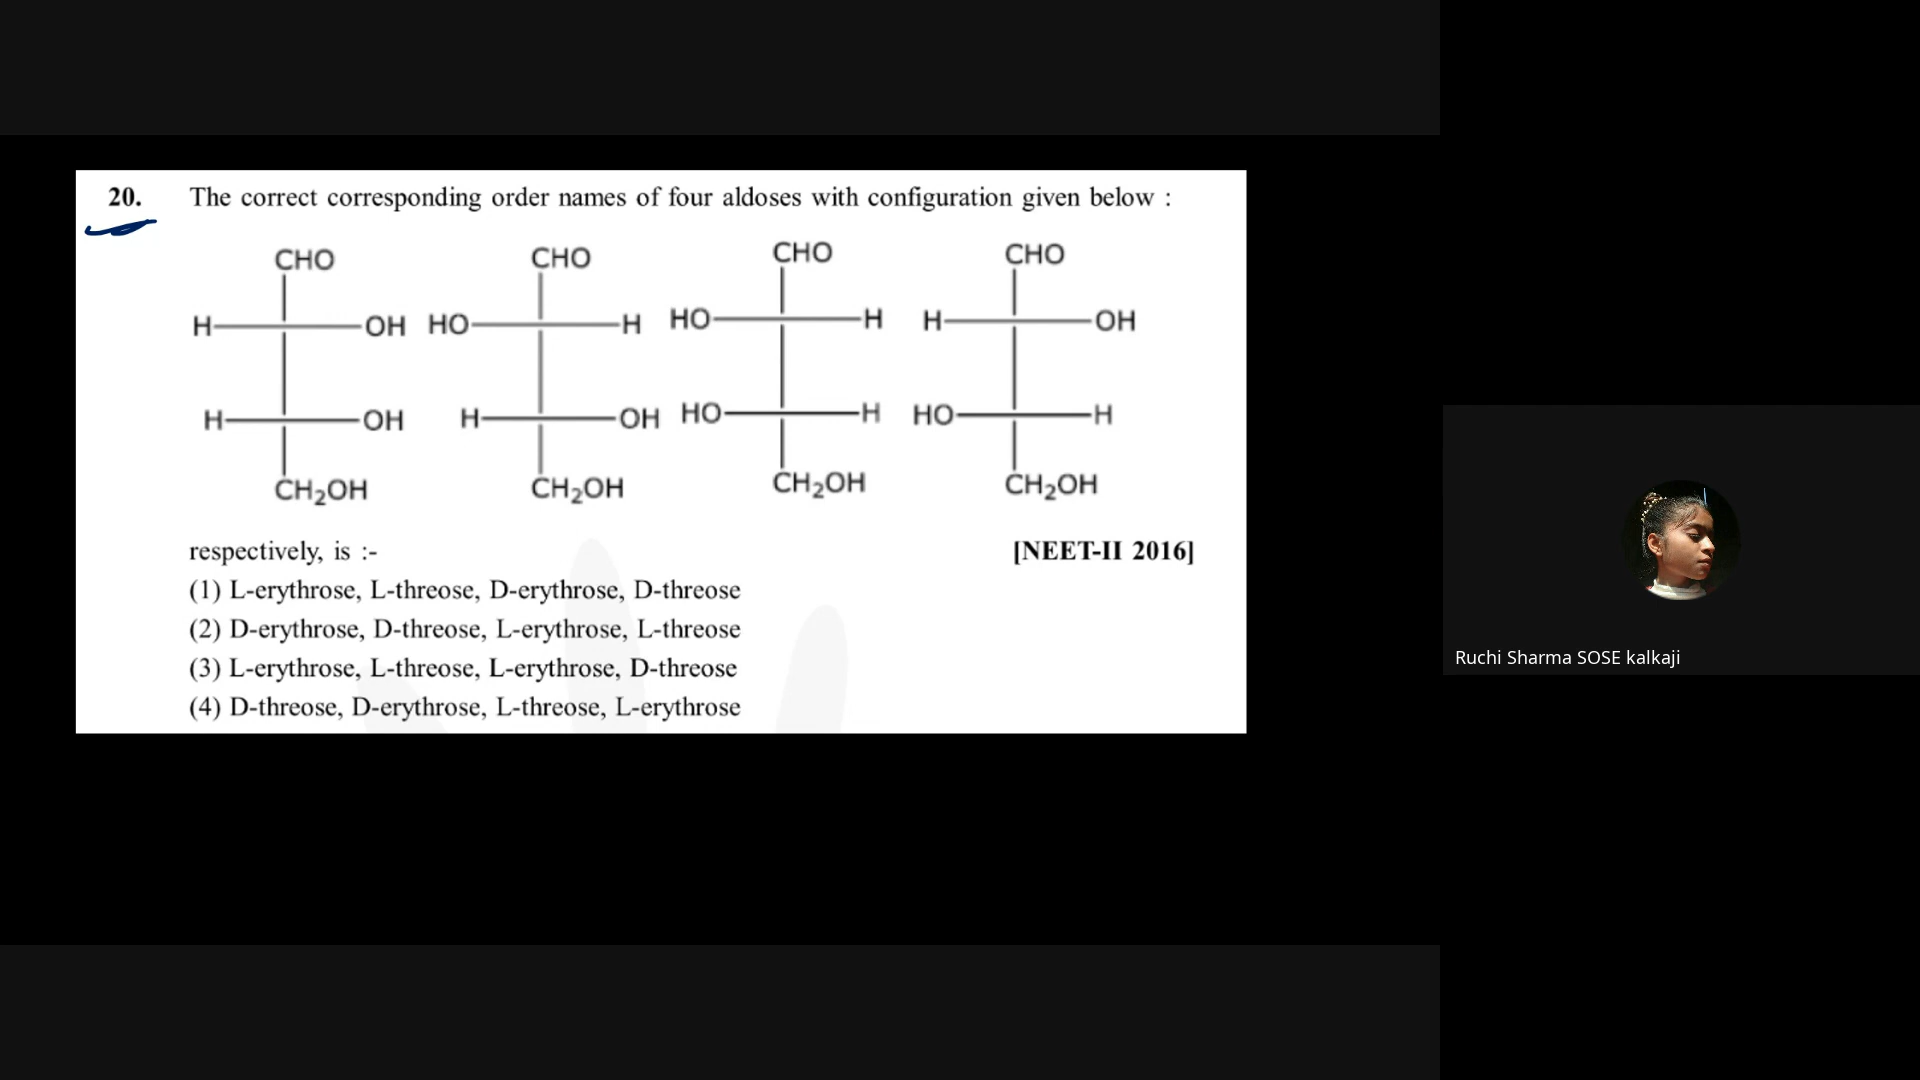 20. The correct corresponding order names of four aldoses with configuration given below :
CHO CHO CHO CHO
H OH HO H HO H H OH
H OH H OH HO H HO H
CH₂OH CH₂OH CH₂OH CH₂OH
respectively, is :- [NEET-II 2016]
(1) L-erythrose, L-threose, D-erythrose, D-threose
(2) D-erythrose, D-threose, L-erythrose, L-threose
(3) L-erythrose, L-threose, L-erythrose, D-threose
(4) D-threose, D-erythrose, L-threose, L-erythrose
Ruchi Sharma SOSE kalkaji